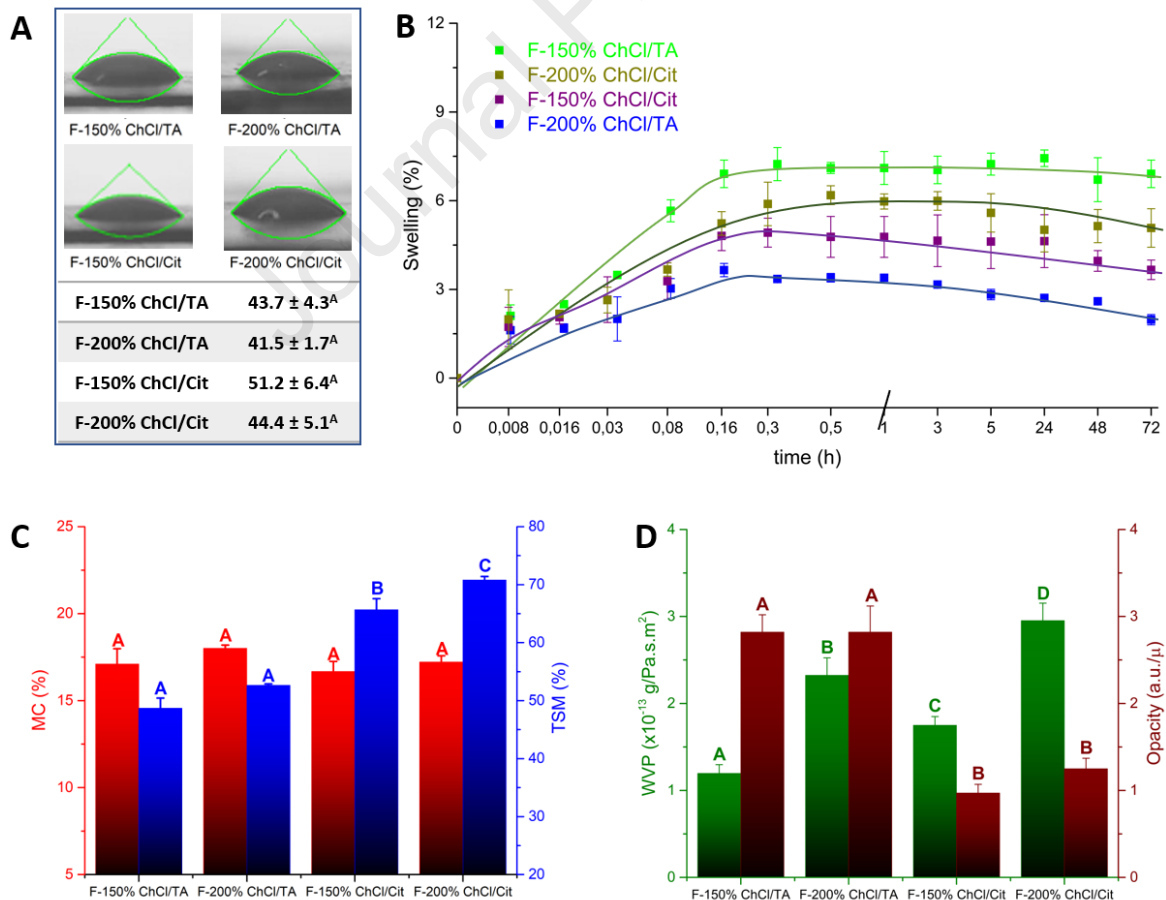 Journal P
A
F-150% ChCl/TA F-200% ChCl/TA
F-150% ChCl/Cit F-200% ChCl/Cit
F-150% ChCl/TA 43.7 ± 4.3ᴬ
F-200% ChCl/TA 41.5 ± 1.7ᴬ
F-150% ChCl/Cit 51.2 ± 6.4ᴬ
F-200% ChCl/Cit 44.4 ± 5.1ᴬ
B
12
9
6
3
0
Swelling (%)
F-150% ChCl/TA
F-200% ChCl/Cit
F-150% ChCl/Cit
F-200% ChCl/TA
0 0,008 0,016 0,03 0,08 0,16 0,3 0,5 1 3 5 24 48 72
time (h)
C
25
20
15
10
5
MC (%)
A A A A A B A C
80
70
60
50
40
30
20
TSM (%)
F-150% ChCl/TA F-200% ChCl/TA F-150% ChCl/Cit F-200% ChCl/Cit
D
4
3
2
1
0
WVP (x10⁻¹³ g/Pa.s.m²)
A A B A C B D B
4
3
2
1
0
Opacity (a.u./μ)
F-150% ChCl/TA F-200% ChCl/TA F-150% ChCl/Cit F-200% ChCl/Cit